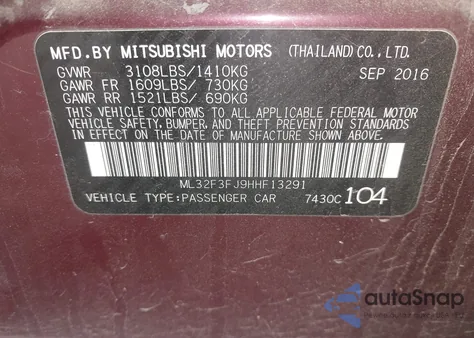 MFD.BY MITSUBISHI MOTORS (THAILAND) CO., LTD.
GVWR 3108LBS/1410KG SEP 2016
GAWR FR 1609LBS/ 730KG
GAWR RR 1521LBS/ 690KG
THIS VEHICLE CONFORMS TO ALL APPLICABLE FEDERAL MOTOR
VEHICLE SAFETY, BUMPER, AND THEFT PREVENTION STANDARDS
IN EFFECT ON THE DATE OF MANUFACTURE SHOWN ABOVE.
ML32F3FJ9HHF13291
VEHICLE TYPE:PASSENGER CAR 7430C 104
autoSnap